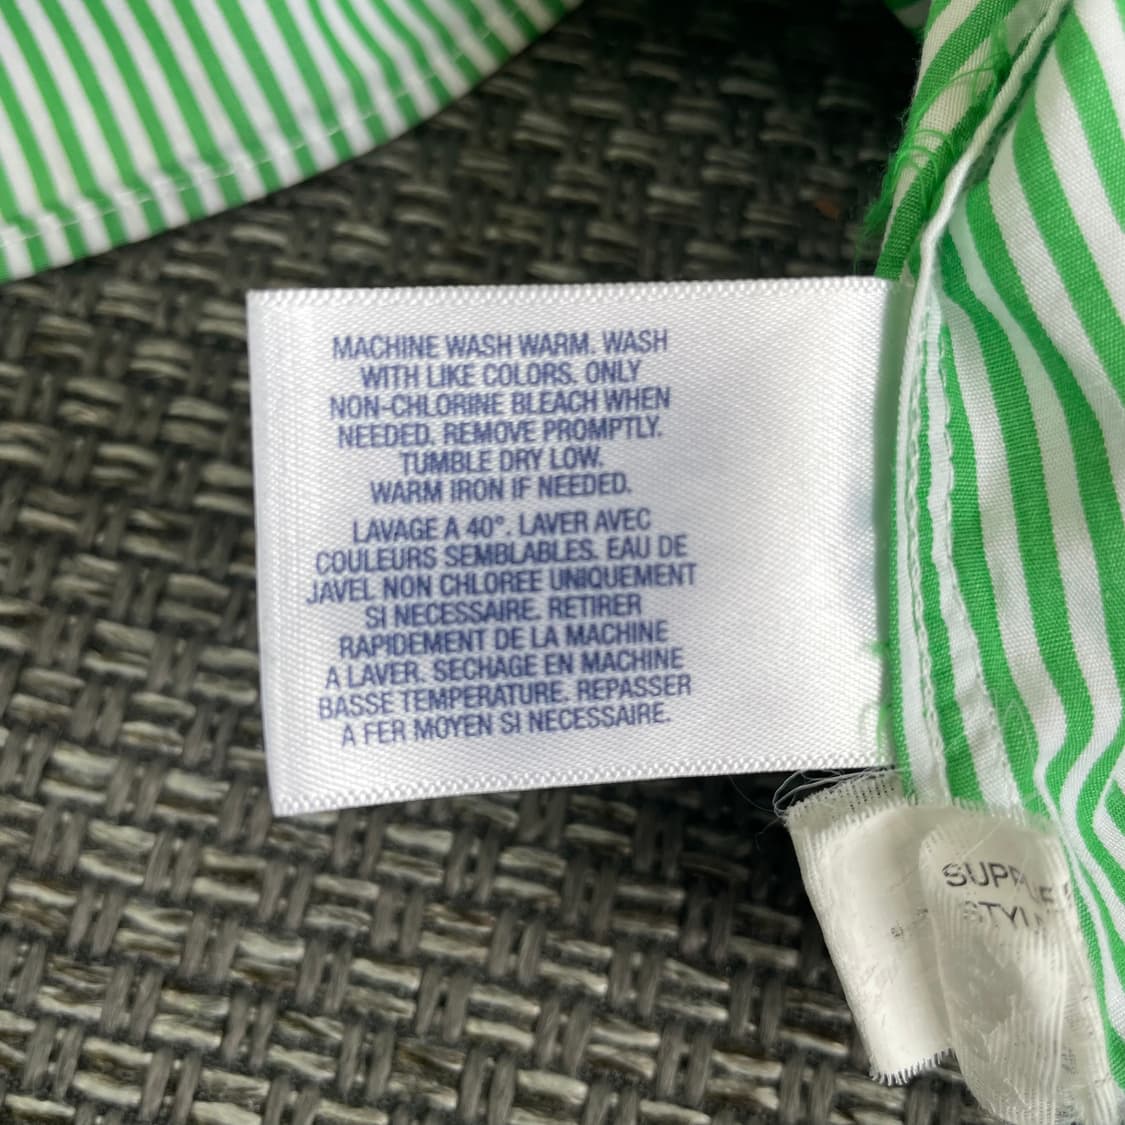 MACHINE WASH WARM. WASH
WITH LIKE COLORS. ONLY
NON-CHLORINE BLEACH WHEN
NEEDED. REMOVE PROMPTLY.
TUMBLE DRY LOW.
WARM IRON IF NEEDED.
LAVAGE A 40°. LAVER AVEC
COULEURS SEMBLABLES. EAU DE
JAVEL NON CHLOREE UNIQUEMENT
SI NECESSAIRE. RETIRER
RAPIDEMENT DE LA MACHINE
A LAVER. SECHAGE EN MACHINE
BASSE TEMPERATURE. REPASSER
A FER MOYEN SI NECESSAIRE.